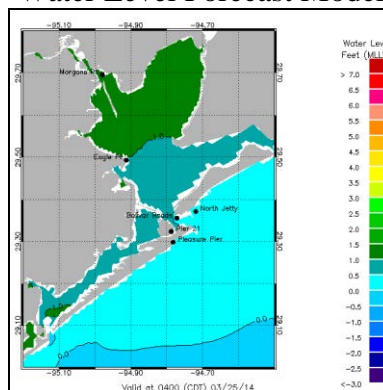 Water Level Forecast Model
-95.10 -94.90 -94.70
Water Leve
Feet (MLLW
29.70
29.70
Morgans Pt
> 7.0
6.5
6.0
5.5
5.0
4.5
4.0
3.5
3.0
2.5
2.0
1.5
1.0
0.5
0.0
-0.5
-1.0
-1.5
-2.0
-2.5
<-3.0
1.0
Eagle Pt
29.50
29.50
North Jetty
Bolivar Roads
Pier 21
Pleasure Pier
29.30
29.30
29.10
29.10
0.0
0.0
-95.10 -94.90 -94.70
Valid at 0400 (CDT) 03/25/14